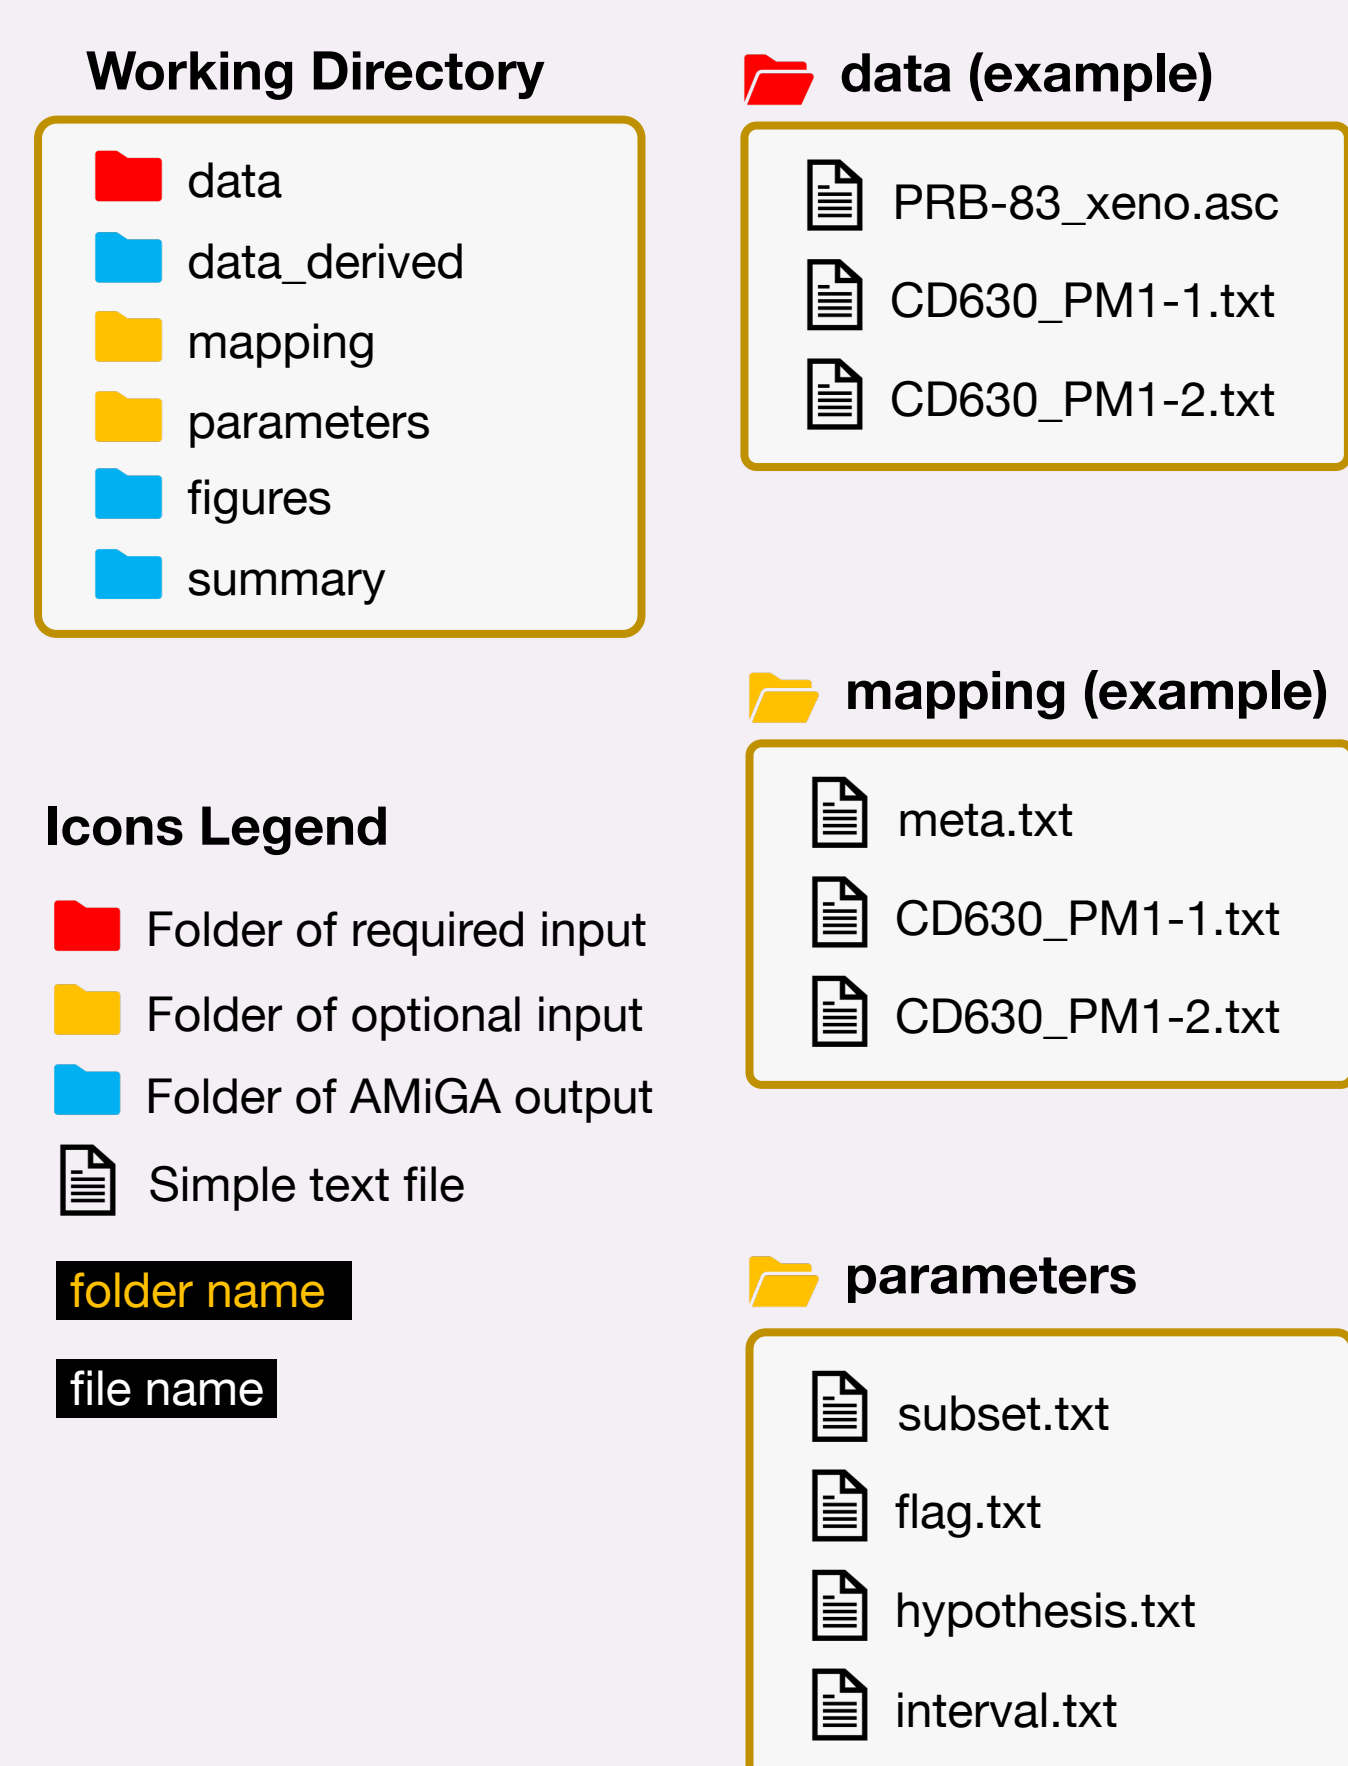 Working Directory
data
data_derived
mapping
parameters
figures
summary
Icons Legend
Folder of required input
Folder of optional input
Folder of AMiGA output
Simple text file
folder name
file name
data (example)
PRB-83_xeno.asc
CD630_PM1-1.txt
CD630_PM1-2.txt
mapping (example)
meta.txt
CD630_PM1-1.txt
CD630_PM1-2.txt
parameters
subset.txt
flag.txt
hypothesis.txt
interval.txt